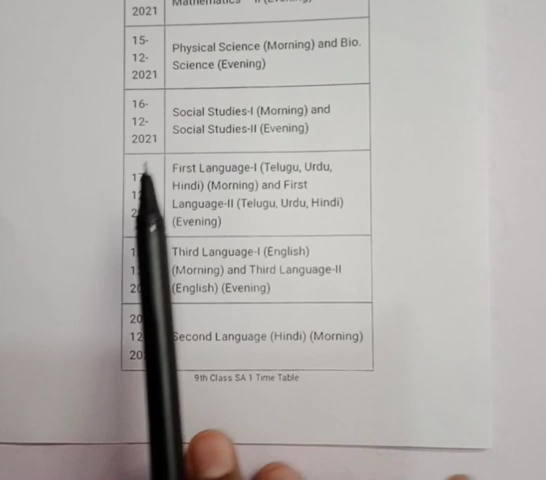 2021
15-
12-
2021
Physical Science (Morning) and Bio.
Science (Evening)
16-
12-
2021
Social Studies-I (Morning) and
Social Studies-II (Evening)
First Language-I (Telugu, Urdu,
Hindi) (Morning) and First
Language-II (Telugu, Urdu, Hindi)
(Evening)
Third Language-I (English)
(Morning) and Third Language-II
(English) (Evening)
Second Language (Hindi) (Morning)
9th Class SA 1 Time Table